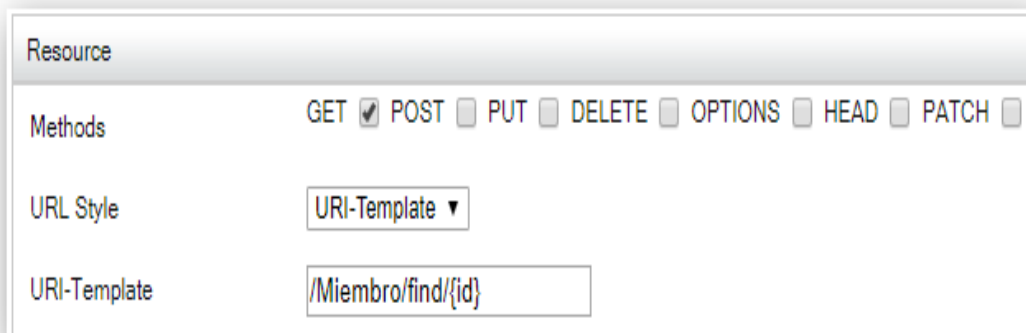 Resource
Methods GET POST PUT DELETE OPTIONS HEAD PATCH
URL Style URI-Template
URI-Template /Miembro/find/{id}